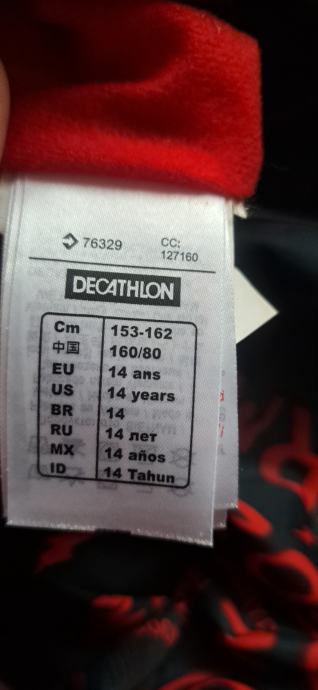 76329 CC:
127160
DECATHLON
Cm 153-162
中国 160/80
EU 14 ans
US 14 years
BR 14
RU 14 лет
MX 14 años
ID 14 Tahun